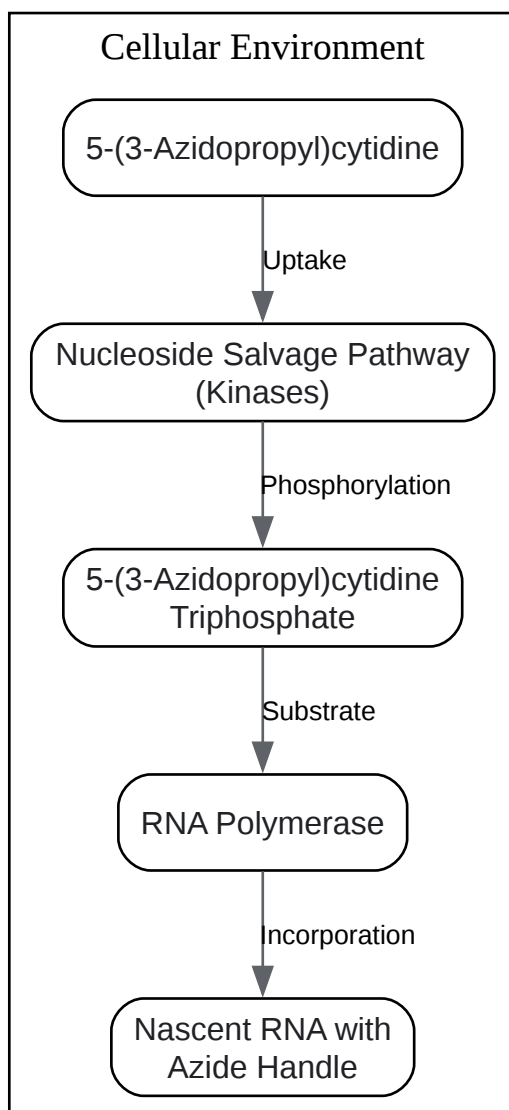 Cellular Environment
5-(3-Azidopropyl)cytidine
Uptake
Nucleoside Salvage Pathway
(Kinases)
Phosphorylation
5-(3-Azidopropyl)cytidine
Triphosphate
Substrate
RNA Polymerase
Incorporation
Nascent RNA with
Azide Handle